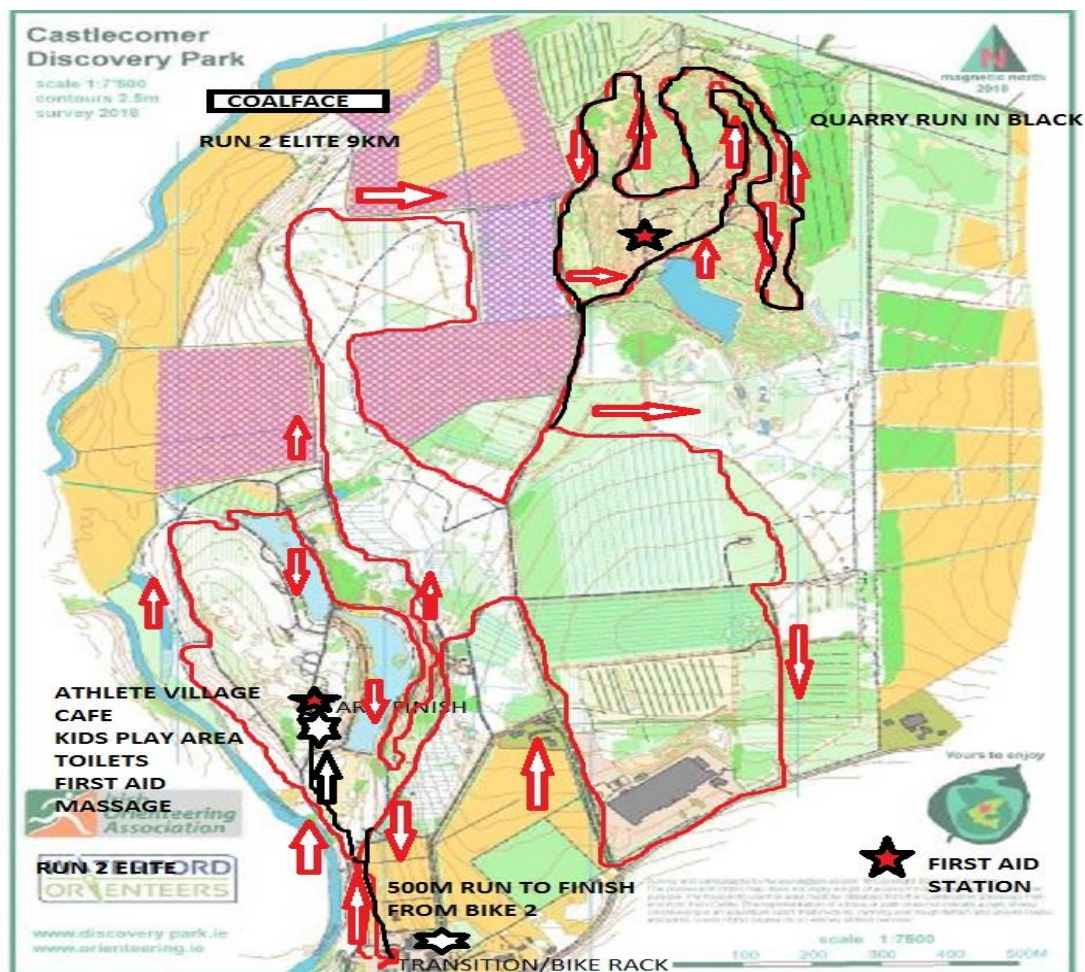 Castlecomer
Discovery Park
scale 1:7'500
contours 2.5m
survey 2018
COALFACE
RUN 2 ELITE 9KM
N
magnetic north
2018
QUARRY RUN IN BLACK
ATHLETE VILLAGE
CAFE
KIDS PLAY AREA
TOILETS
FIRST AID
MASSAGE
FINISH
Orienteering
Association
RUN 2 ELITE
ORIENTEERS
www.discovery park.ie
www.orienteering.ie
500M RUN TO FINISH
FROM BIKE 2
TRANSITION/BIKE RACK
Yours to enjoy
FIRST AID
STATION
scale 1:7500
100 200 300 400 500M